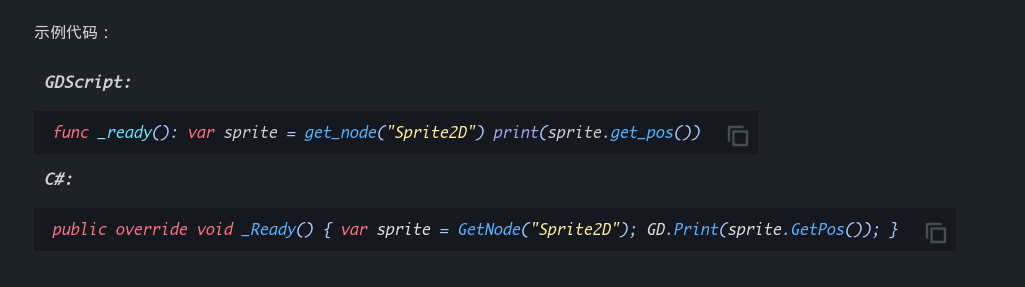 示例代码：
GDScript:
func _ready(): var sprite = get_node("Sprite2D") print(sprite.get_pos())
C#:
public override void _Ready() { var sprite = GetNode("Sprite2D"); GD.Print(sprite.GetPos()); }